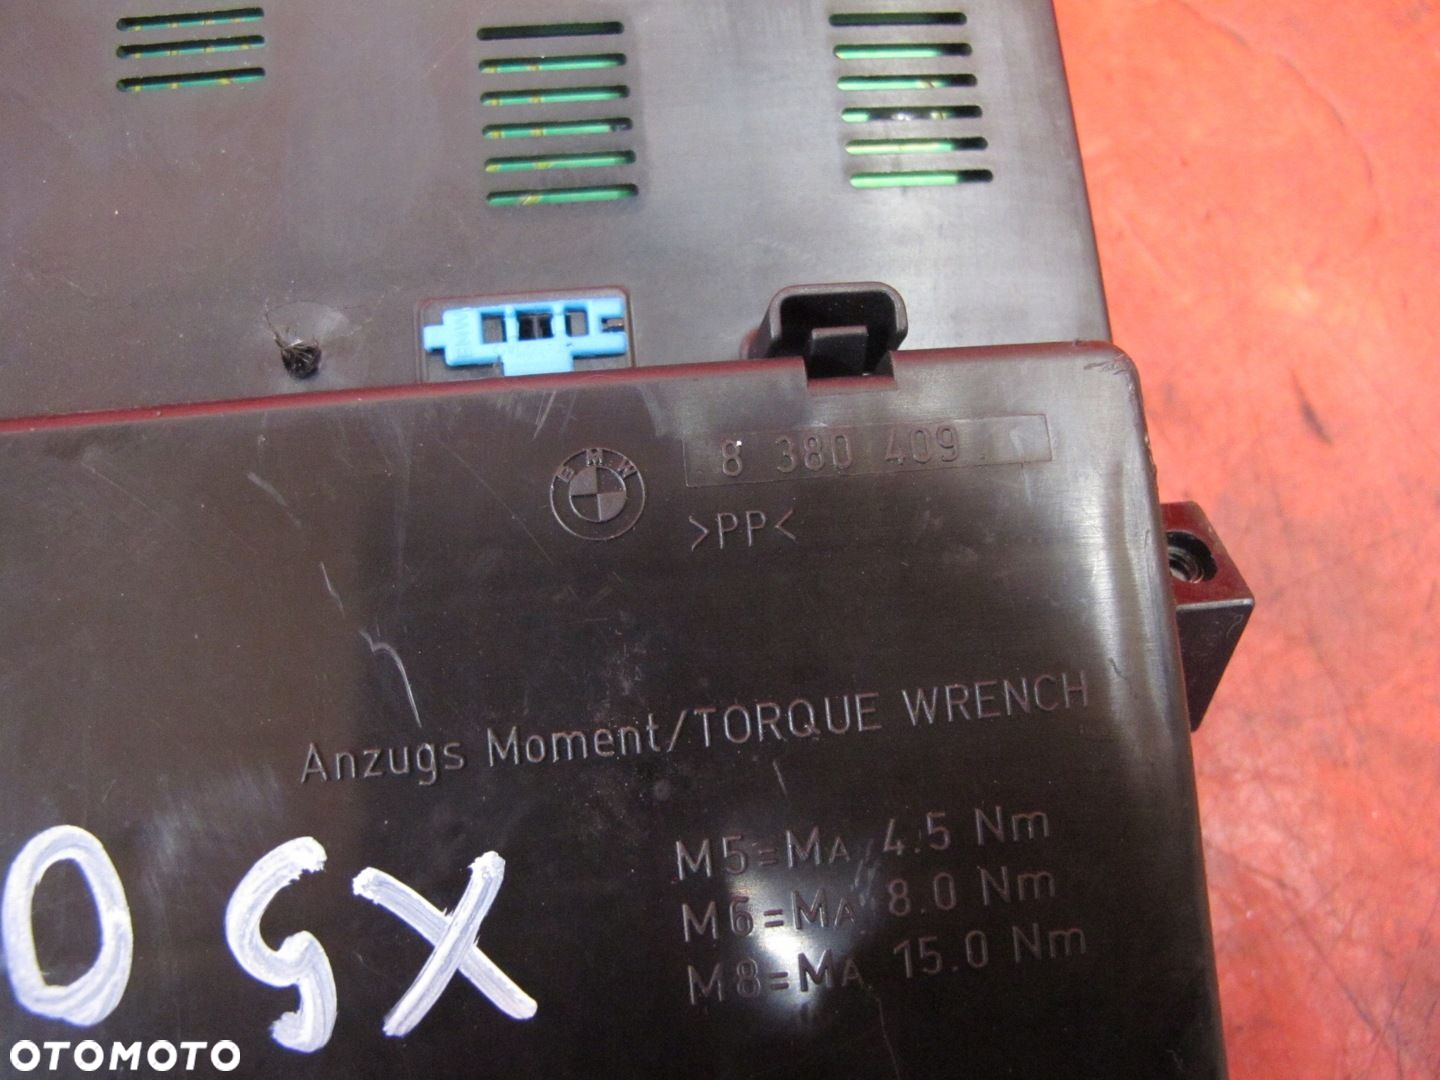 BMW
8 380 409
>PP<
Anzugs Moment/TORQUE WRENCH
M5=MA 4.5 Nm
M6=MA 8.0 Nm
M8=MA 15.0 Nm
X5 0
OTOMOTO